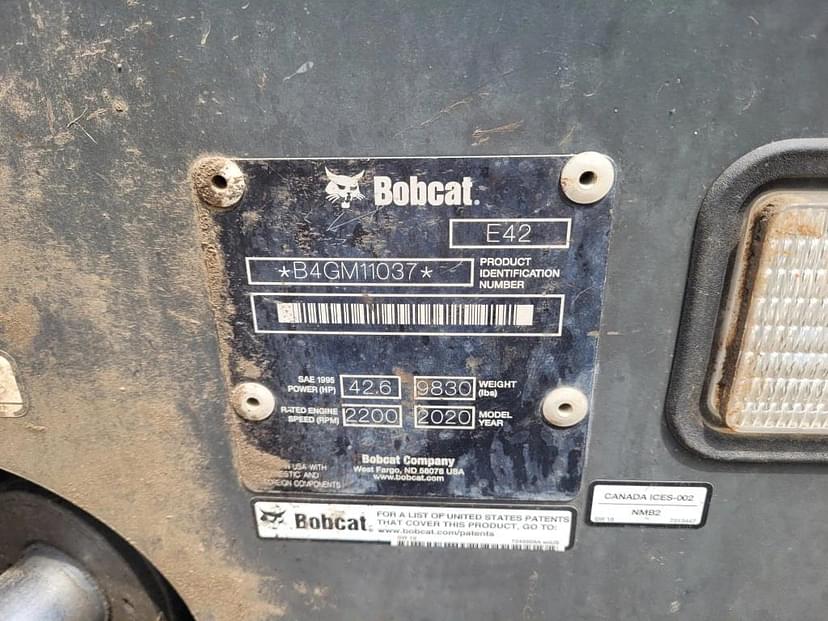 Bobcat.
E42
*B4GM11037*
PRODUCT
IDENTIFICATION
NUMBER
SAE 1995
POWER (HP)
42.6
9830
WEIGHT
(lbs)
RATED ENGINE
SPEED (RPM)
2200
2020
MODEL
YEAR
Bobcat Company
West Fargo, ND 58078 USA
www.bobcat.com
USA WITH
AND
COMPONENTS
Bobcat.
FOR A LIST OF UNITED STATES PATENTS
THAT COVER THIS PRODUCT, GO TO:
www.bobcat.com/patents
CANADA ICES-002
NMB2